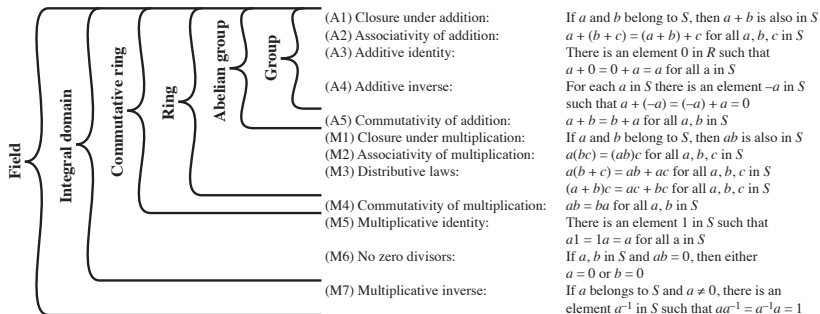 Field
Integral domain
Commutative ring
Ring
Abelian group
Group
(A1) Closure under addition: If a and b belong to S, then a + b is also in S
(A2) Associativity of addition: a + (b + c) = (a + b) + c for all a, b, c in S
(A3) Additive identity: There is an element 0 in R such that
a + 0 = 0 + a = a for all a in S
(A4) Additive inverse: For each a in S there is an element –a in S
such that a + (–a) = (–a) + a = 0
(A5) Commutativity of addition: a + b = b + a for all a, b in S
(M1) Closure under multiplication: If a and b belong to S, then ab is also in S
(M2) Associativity of multiplication: a(bc) = (ab)c for all a, b, c in S
(M3) Distributive laws: a(b + c) = ab + ac for all a, b, c in S
(a + b)c = ac + bc for all a, b, c in S
(M4) Commutativity of multiplication: ab = ba for all a, b in S
(M5) Multiplicative identity: There is an element 1 in S such that
a1 = 1a = a for all a in S
(M6) No zero divisors: If a, b in S and ab = 0, then either
a = 0 or b = 0
(M7) Multiplicative inverse: If a belongs to S and a ≠ 0, there is an
element a⁻¹ in S such that aa⁻¹ = a⁻¹a = 1